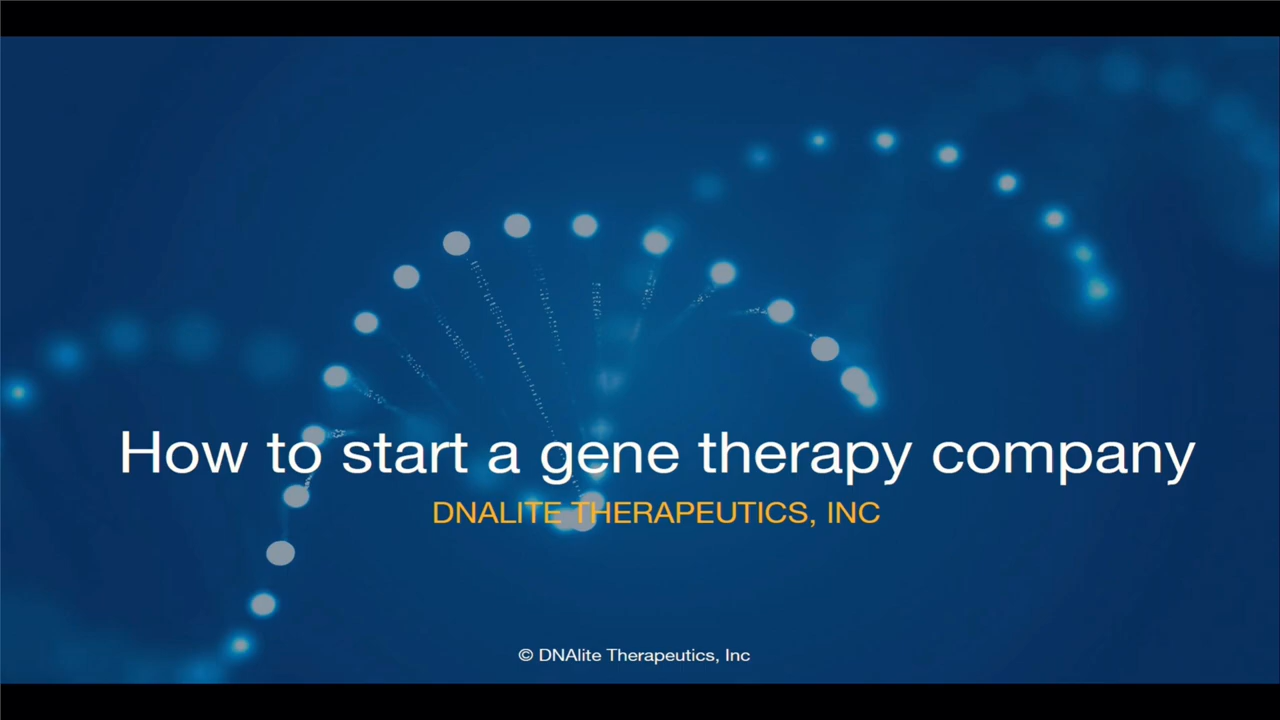 How to start a gene therapy company
DNALITE THERAPEUTICS, INC
© DNAlite Therapeutics, Inc